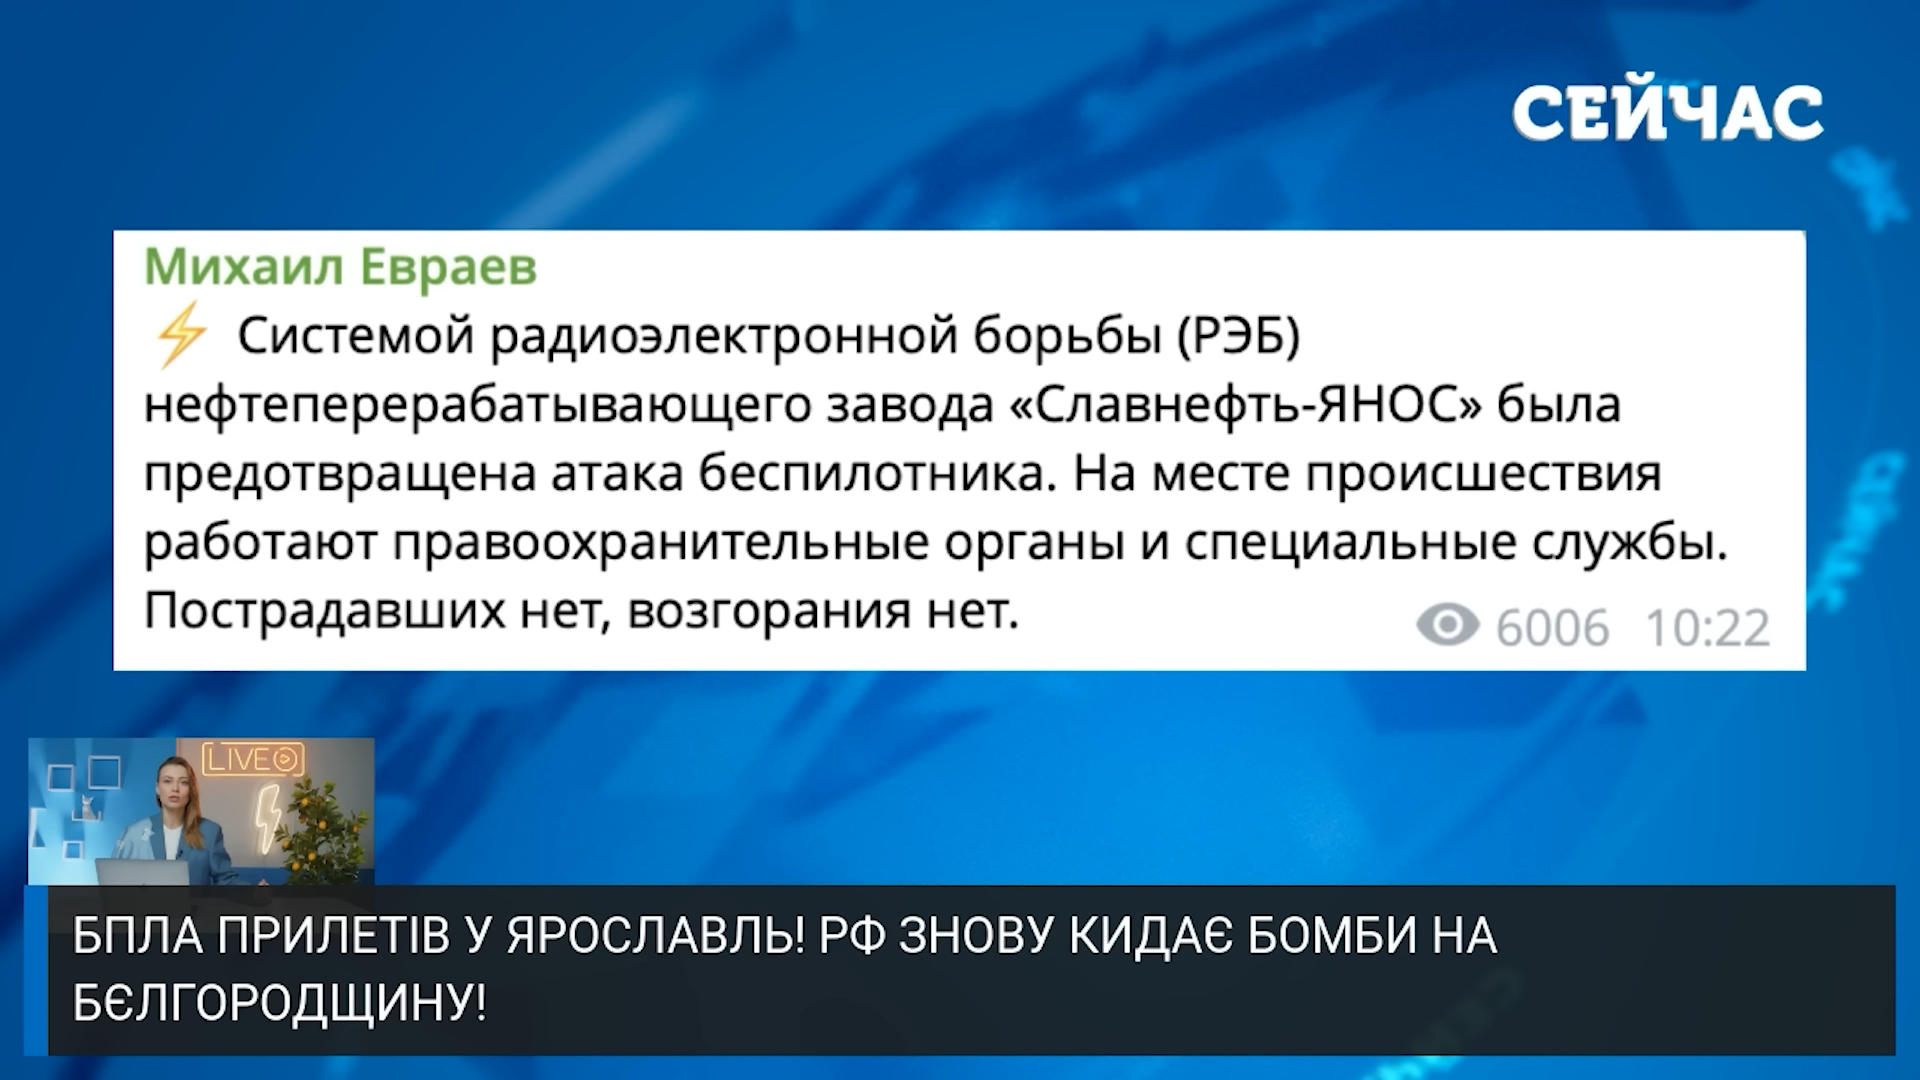 СЕЙЧАС
Михаил Евраев
⚡ Системой радиоэлектронной борьбы (РЭБ)
нефтеперерабатывающего завода «Славнефть-ЯНОС» была
предотвращена атака беспилотника. На месте происшествия
работают правоохранительные органы и специальные службы.
Пострадавших нет, возгорания нет.
6006 10:22
LIVE
БПЛА ПРИЛЕТІВ У ЯРОСЛАВЛЬ! РФ ЗНОВУ КИДАЄ БОМБИ НА
БЄЛГОРОДЩИНУ!